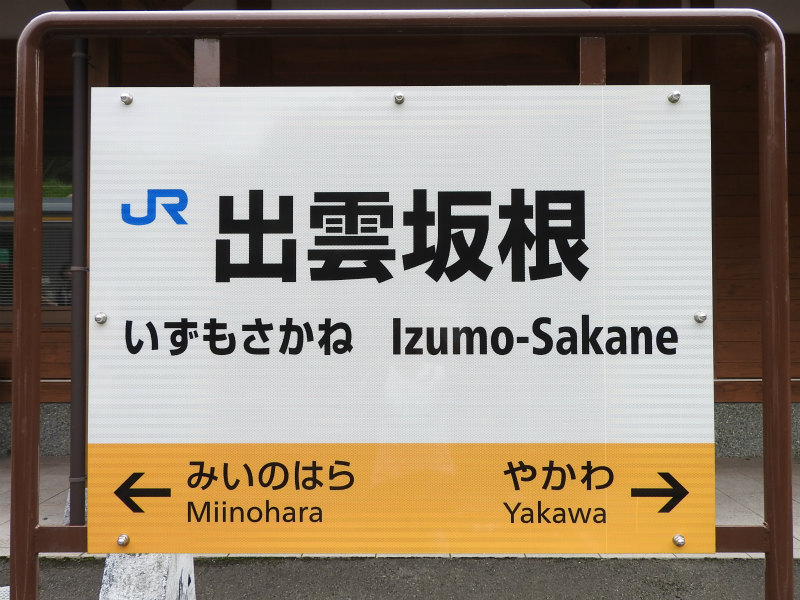 JR 出雲坂根
いずもさかね Izumo-Sakane
← みいのはら やかわ →
Miinohara Yakawa